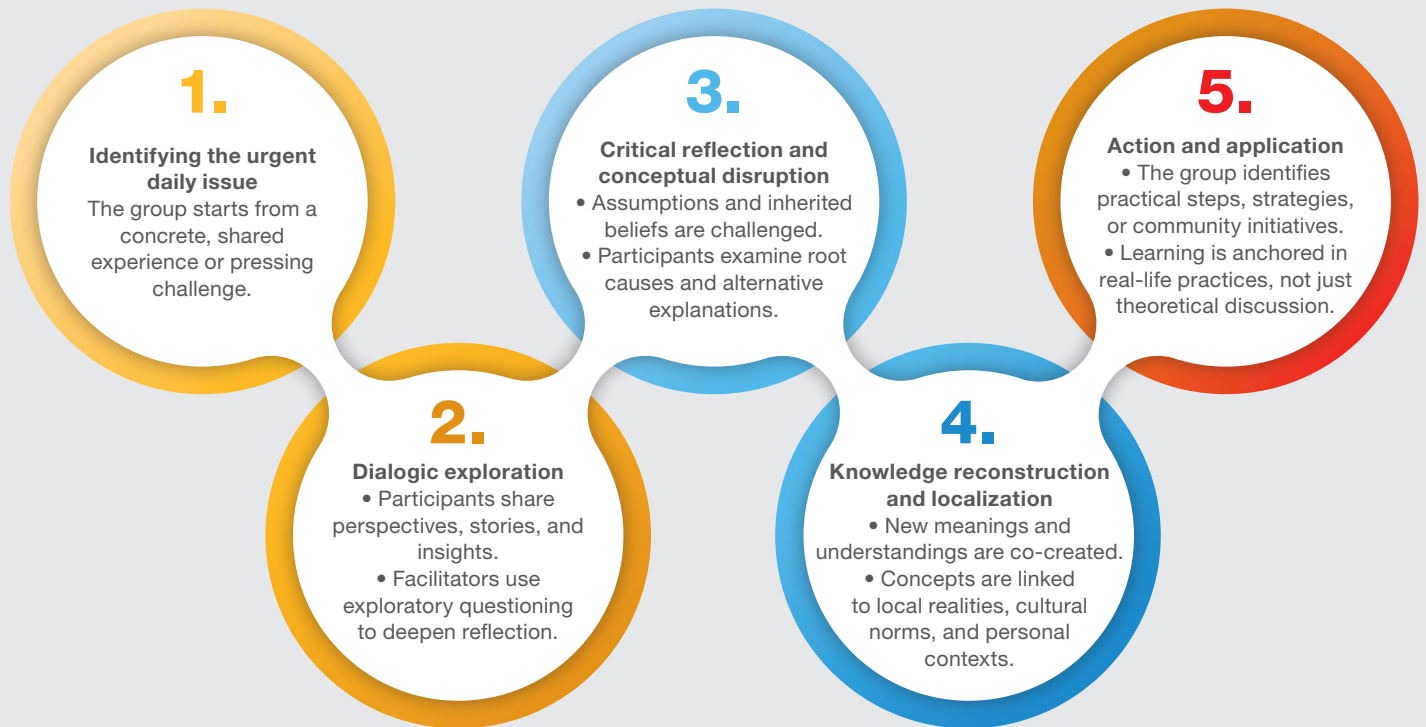 1.
Identifying the urgent
daily issue
The group starts from a
concrete, shared
experience or pressing
challenge.
2.
Dialogic exploration
• Participants share
perspectives, stories, and
insights.
• Facilitators use
exploratory questioning
to deepen reflection.
3.
Critical reflection and
conceptual disruption
• Assumptions and inherited
beliefs are challenged.
• Participants examine root
causes and alternative
explanations.
4.
Knowledge reconstruction
and localization
• New meanings and
understandings are co-created.
• Concepts are linked
to local realities, cultural
norms, and personal
contexts.
5.
Action and application
• The group identifies
practical steps, strategies,
or community initiatives.
• Learning is anchored in
real-life practices, not just
theoretical discussion.